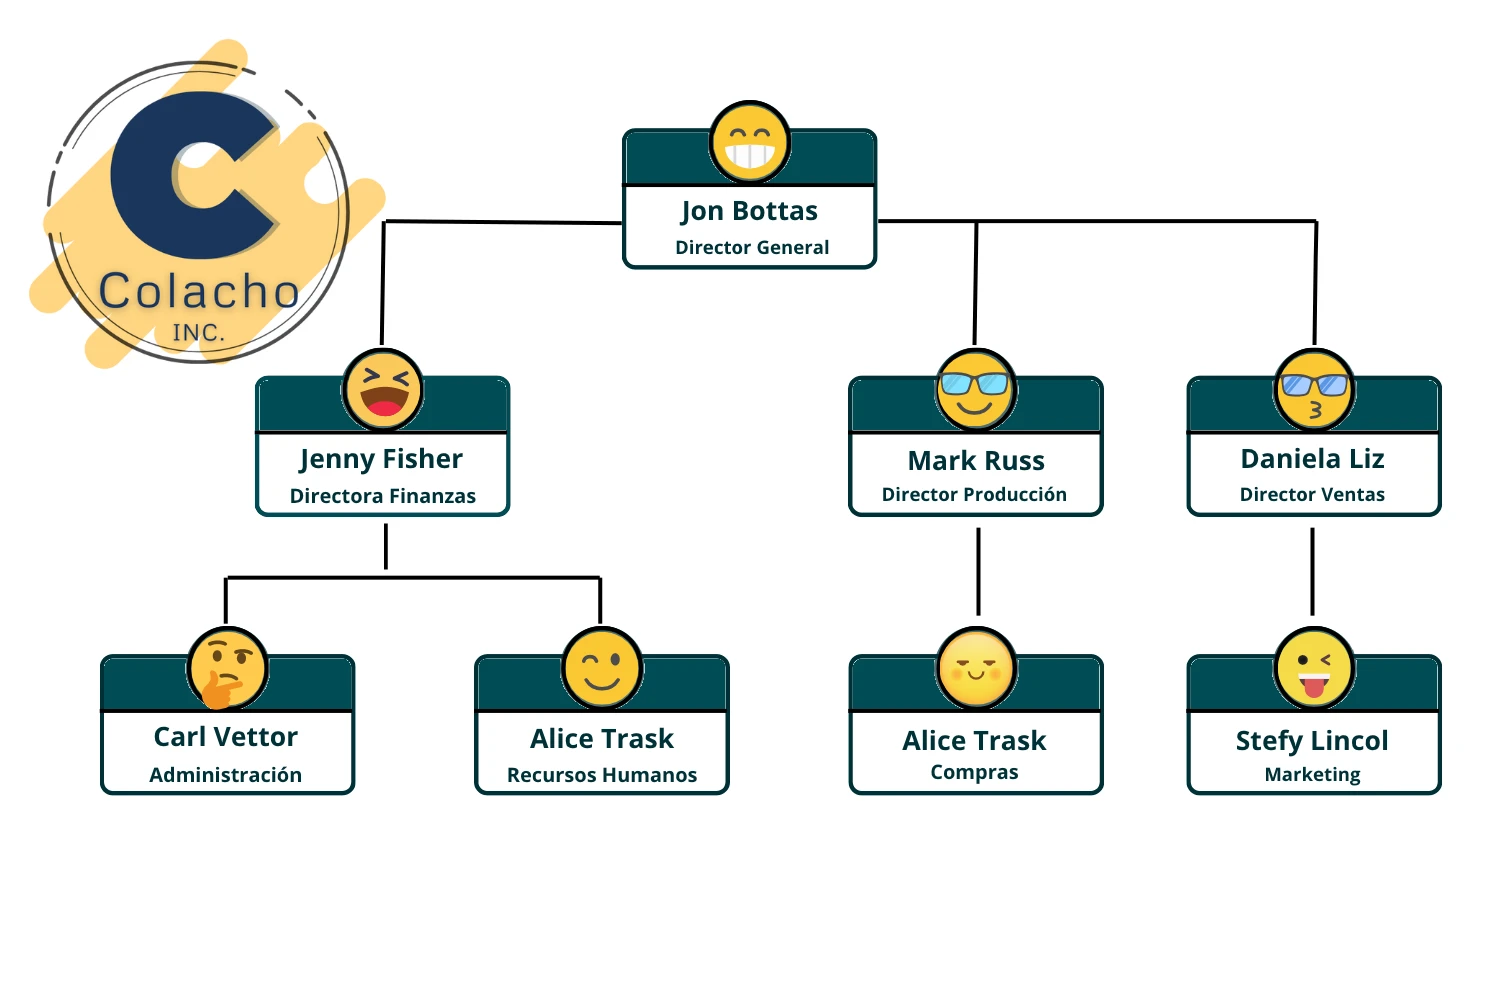 C
Colacho
INC.
Jon Bottas
Director General
Jenny Fisher
Directora Finanzas
Mark Russ
Director Producción
Daniela Liz
Director Ventas
Carl Vettor
Administración
Alice Trask
Recursos Humanos
Alice Trask
Compras
Stefy Lincol
Marketing